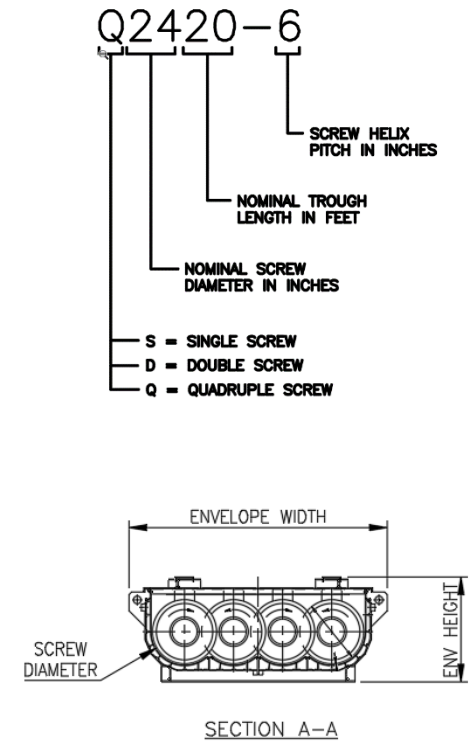 Q2420-6
SCREW HELIX
PITCH IN INCHES
NOMINAL TROUGH
LENGTH IN FEET
NOMINAL SCREW
DIAMETER IN INCHES
S = SINGLE SCREW
D = DOUBLE SCREW
Q = QUADRUPLE SCREW
ENVELOPE WIDTH
ENV HEIGHT
SCREW
DIAMETER
SECTION A-A